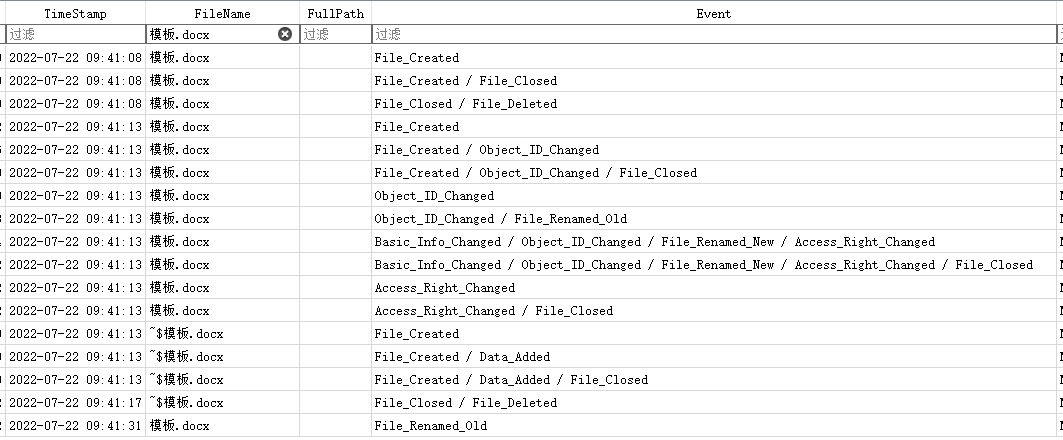 TimeStamp FileName FullPath Event
过滤 模板.docx 过滤 过滤
2022-07-22 09:41:08 模板.docx File_Created
2022-07-22 09:41:08 模板.docx File_Created / File_Closed
2022-07-22 09:41:08 模板.docx File_Closed / File_Deleted
2022-07-22 09:41:13 模板.docx File_Created
2022-07-22 09:41:13 模板.docx File_Created / Object_ID_Changed
2022-07-22 09:41:13 模板.docx File_Created / Object_ID_Changed / File_Closed
2022-07-22 09:41:13 模板.docx Object_ID_Changed
2022-07-22 09:41:13 模板.docx Object_ID_Changed / File_Renamed_Old
2022-07-22 09:41:13 模板.docx Basic_Info_Changed / Object_ID_Changed / File_Renamed_New / Access_Right_Changed
2022-07-22 09:41:13 模板.docx Basic_Info_Changed / Object_ID_Changed / File_Renamed_New / Access_Right_Changed / File_Closed
2022-07-22 09:41:13 模板.docx Access_Right_Changed
2022-07-22 09:41:13 模板.docx Access_Right_Changed / File_Closed
2022-07-22 09:41:13 ~$模板.docx File_Created
2022-07-22 09:41:13 ~$模板.docx File_Created / Data_Added
2022-07-22 09:41:13 ~$模板.docx File_Created / Data_Added / File_Closed
2022-07-22 09:41:17 ~$模板.docx File_Closed / File_Deleted
2022-07-22 09:41:31 模板.docx File_Renamed_Old